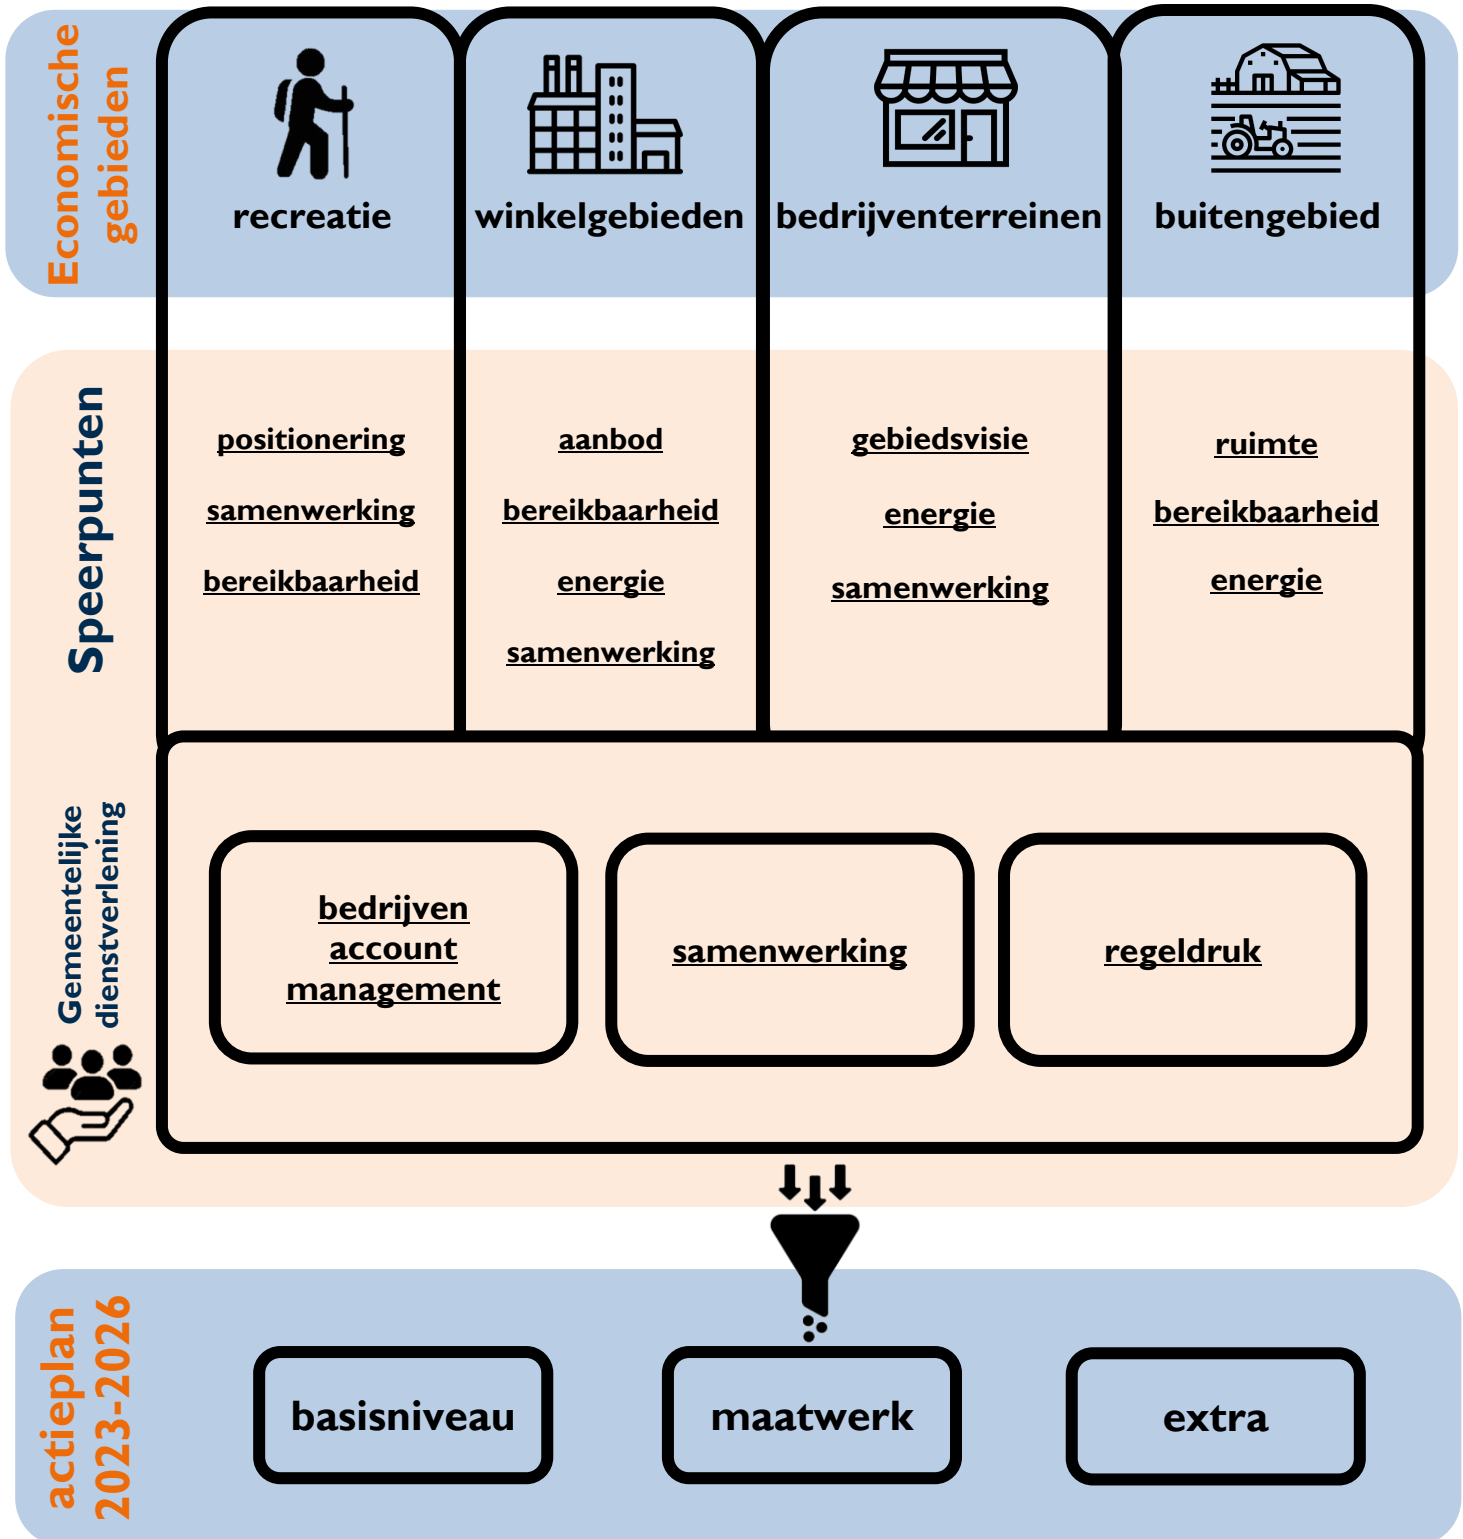 Economische
gebieden
recreatie
winkelgebieden
bedrijventerreinen
buitengebied
Speerpunten
positionering
samenwerking
bereikbaarheid
aanbod
bereikbaarheid
energie
samenwerking
gebiedsvisie
energie
samenwerking
ruimte
bereikbaarheid
energie
Gemeentelijke
dienstverlening
bedrijven
account
management
samenwerking
regeldruk
actieplan
2023-2026
basisniveau
maatwerk
extra